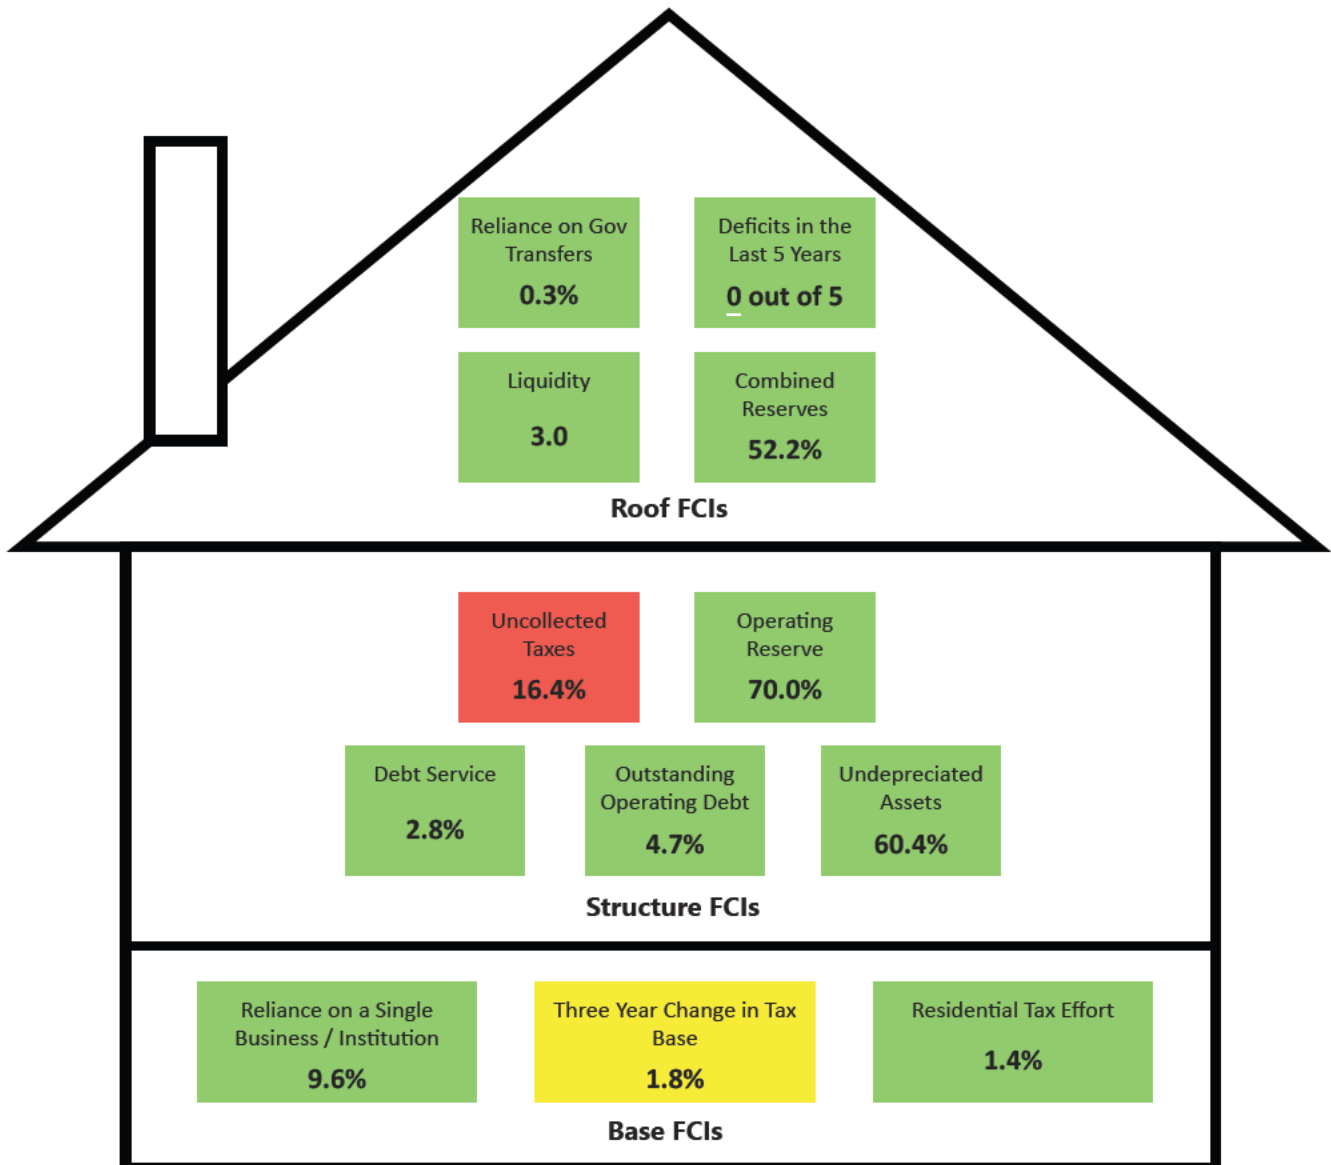 Reliance on Gov
Transfers
0.3%
Deficits in the
Last 5 Years
0 out of 5
Liquidity
3.0
Combined
Reserves
52.2%
Roof FCIs
Uncollected
Taxes
16.4%
Operating
Reserve
70.0%
Debt Service
2.8%
Outstanding
Operating Debt
4.7%
Undepreciated
Assets
60.4%
Structure FCIs
Reliance on a Single
Business / Institution
9.6%
Three Year Change in Tax
Base
1.8%
Residential Tax Effort
1.4%
Base FCIs